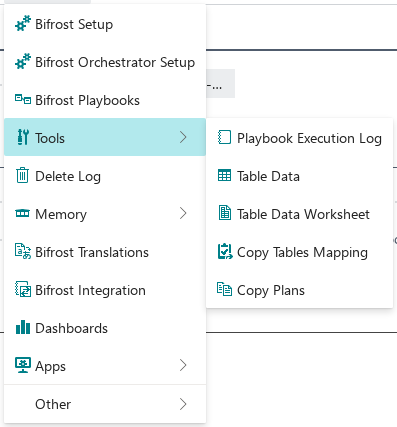 Bifrost Setup
Bifrost Orchestrator Setup
-...
Bifrost Playbooks
Tools
Playbook Execution Log
Delete Log
Table Data
Memory
Table Data Worksheet
Bifrost Translations
Copy Tables Mapping
Bifrost Integration
Copy Plans
Dashboards
Apps
Other